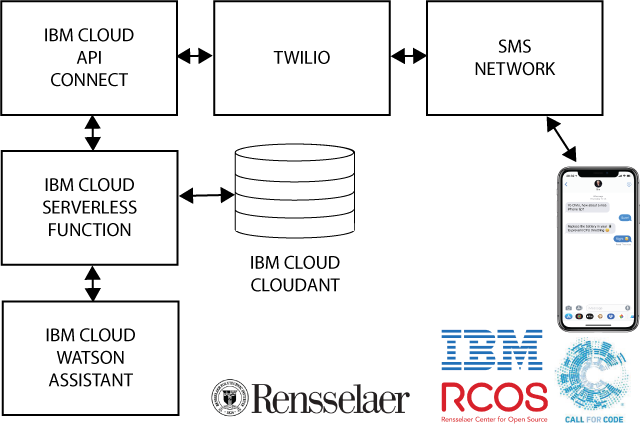 IBM CLOUD
API
CONNECT
TWILIO
SMS
NETWORK
IBM CLOUD
SERVERLESS
FUNCTION
IBM CLOUD
CLOUDANT
IBM CLOUD
WATSON
ASSISTANT
Rensselaer
IBM
RCOS
Rensselaer Center for Open Source
CALL FOR CODE